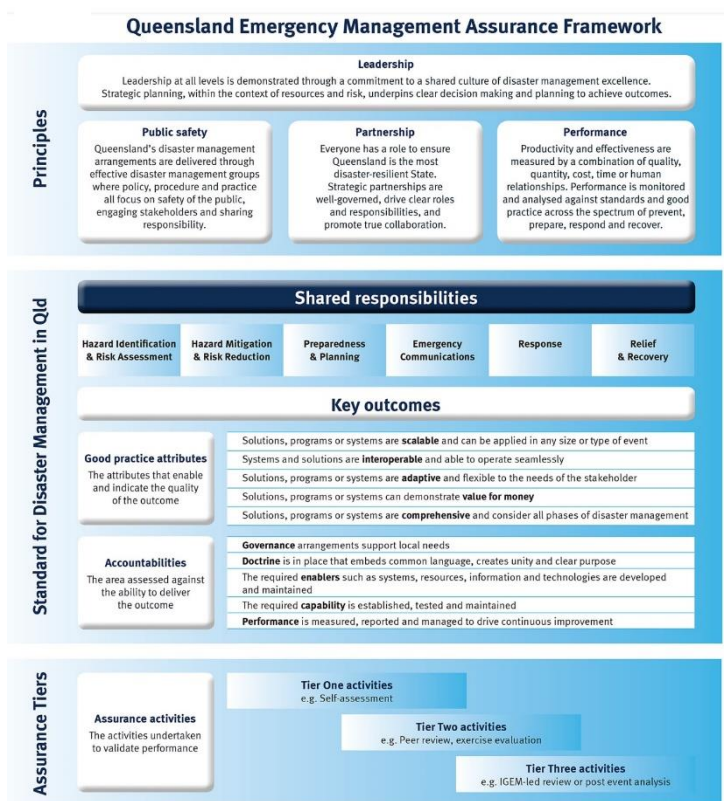 Queensland Emergency Management Assurance Framework
Principles
Leadership
Leadership at all levels is demonstrated through a commitment to a shared culture of disaster management excellence.
Strategic planning, within the context of resources and risk, underpins clear decision making and planning to achieve outcomes.
Public safety
Queensland's disaster management
arrangements are delivered through
effective disaster management groups
where policy, procedure and practice
all focus on safety of the public,
engaging stakeholders and sharing
responsibility.
Partnership
Everyone has a role to ensure
Queensland is the most
disaster-resilient State.
Strategic partnerships are
well-governed, drive clear roles
and responsibilities, and
promote true collaboration.
Performance
Productivity and effectiveness are
measured by a combination of quality,
quantity, cost, time or human
relationships. Performance is monitored
and analysed against standards and good
practice across the spectrum of prevent,
prepare, respond and recover.
Standard for Disaster Management in Qld
Shared responsibilities
Hazard Identification
& Risk Assessment
Hazard Mitigation
& Risk Reduction
Preparedness
& Planning
Emergency
Communications
Response
Relief
& Recovery
Key outcomes
Good practice attributes
The attributes that enable
and indicate the quality
of the outcome
Solutions, programs or systems are scalable and can be applied in any size or type of event
Systems and solutions are interoperable and able to operate seamlessly
Solutions, programs or systems are adaptive and flexible to the needs of the stakeholder
Solutions, programs or systems can demonstrate value for money
Solutions, programs or systems are comprehensive and consider all phases of disaster management
Accountabilities
The area assessed against
the ability to deliver
the outcome
Governance arrangements support local needs
Doctrine is in place that embeds common language, creates unity and clear purpose
The required enablers such as systems, resources, information and technologies are developed
and maintained
The required capability is established, tested and maintained
Performance is measured, reported and managed to drive continuous improvement
Assurance Tiers
Assurance activities
The activities undertaken
to validate performance
Tier One activities
e.g. Self-assessment
Tier Two activities
e.g. Peer review, exercise evaluation
Tier Three activities
e.g. IGEM-led review or post event analysis